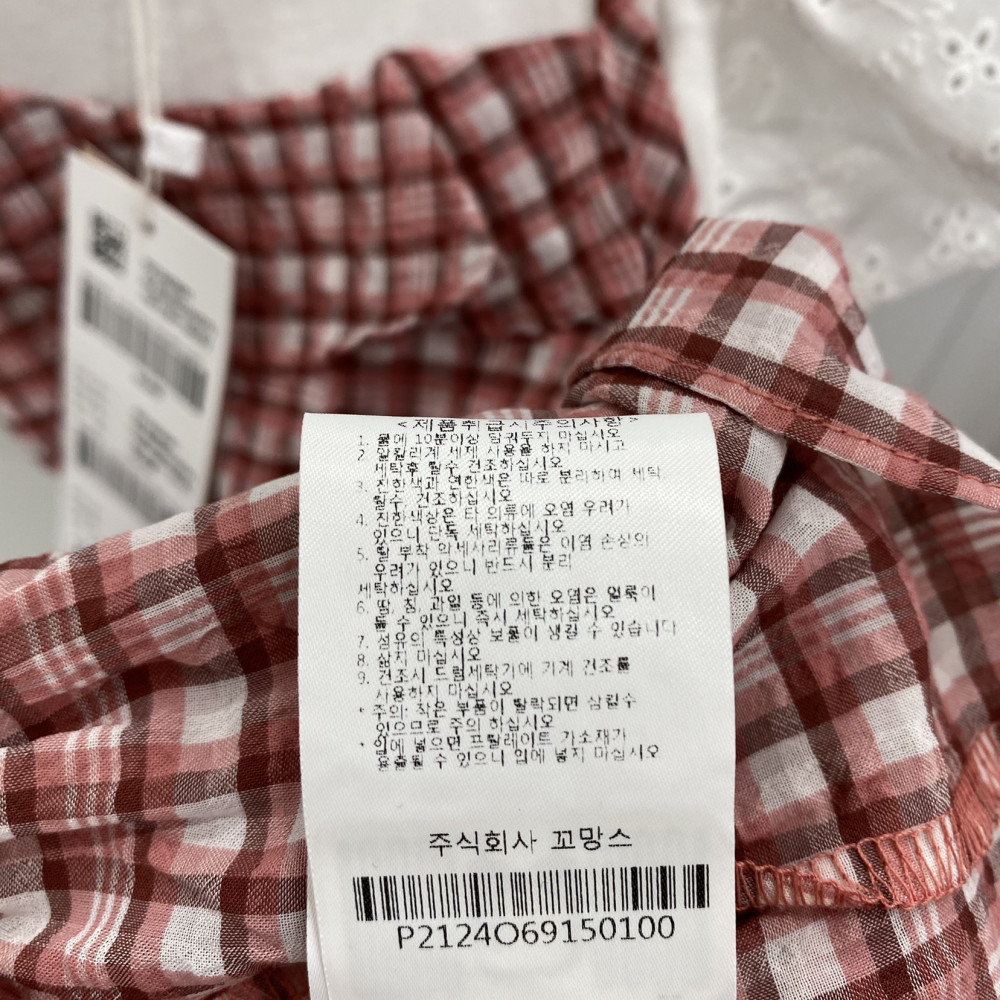 <제품취급시주의사항>
1. 물에 10분이상 담궈두지 마십시오
2. 알칼리계 세제 사용을 하지 마시고
세탁후 탈수 건조하십시오
3. 진한색과 연한색은 따로 분리하여 세탁
탈수 건조하십시오
4. 진한색상은 타 의류에 오염 우려가
있으니 단독 세탁하십시오
5. 탈 부착 악세사리류들은 이염 손상의
우려가 있으니 반드시 분리
세탁하십시오
6. 땀, 침, 과일 등에 의한 오염은 얼룩이
될 수 있으니 즉시 세탁하십시오
7. 섬유의 특성상 보풀이 생길 수 있습니다
8. 삶지 마십시오
9. 건조시 드럼세탁기에 기계 건조를
사용하지 마십시오
* 주의: 작은 부품이 탈락되면 삼킬수
있으므로 주의 하십시오
* 입에 넣으면 프탈레이트 가소제가
용출될 수 있으니 입에 넣지 마십시오
주식회사 꼬망스
P2124O69150100